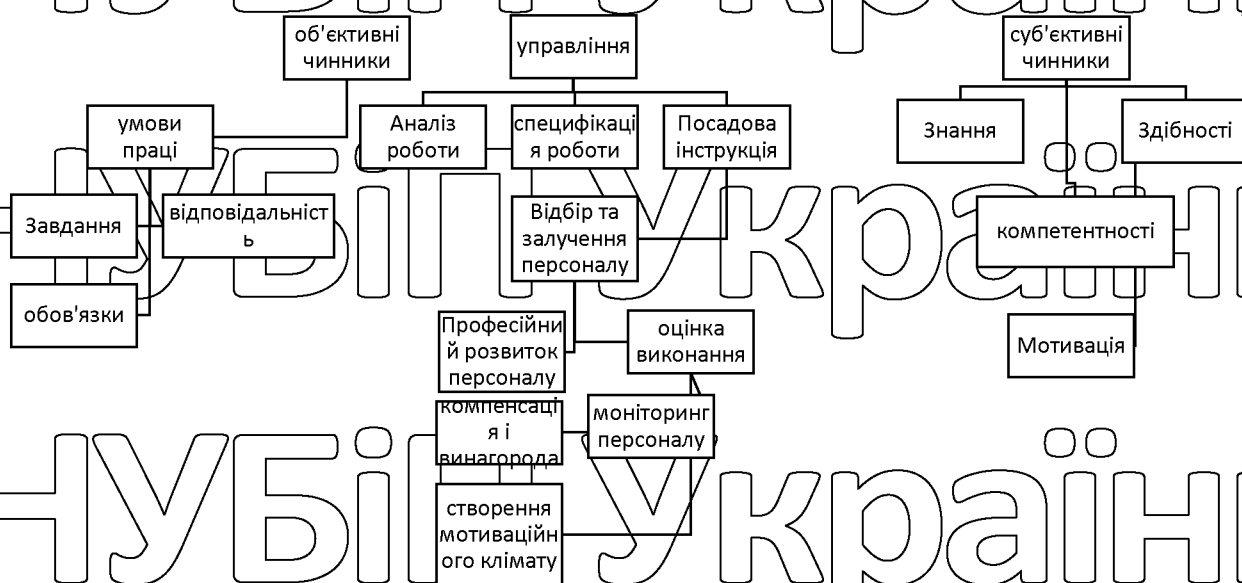 об'єктивні
чинники
управління
суб'єктивні
чинники
умови
праці
Аналіз
роботи
специфікаці
я роботи
Посадова
інструкція
Знання
Здібності
Завдання
відповідальніст
ь
Відбір та
залучення
персоналу
компетентності
обов'язки
Професійни
й розвиток
персоналу
оцінка
виконання
Мотивація
компенсаці
я і
винагорода
моніторинг
персоналу
створення
мотиваційн
ого клімату
НУБіП Україн
НУБіП Україн